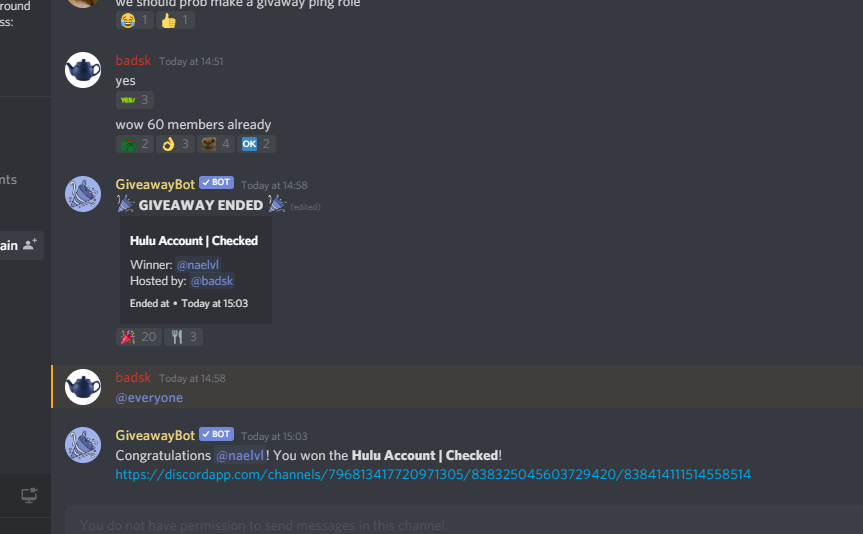 round
ss:
we should prob make a givaway ping role
😂 1 👍 1
badsk Today at 14:51
yes
YES! 3
wow 60 members already
2 👌 3 4 OK 2
nts
GiveawayBot ✓ BOT Today at 14:58
🎉 GIVEAWAY ENDED 🎉 (edited)
Hulu Account | Checked
Winner: @naelvl
Hosted by: @badsk
ain
Ended at • Today at 15:03
🎉 20 🍴 3
badsk Today at 14:58
@everyone
GiveawayBot ✓ BOT Today at 15:03
Congratulations @naelvl! You won the Hulu Account | Checked!
https://discordapp.com/channels/796813417720971305/838325045603729420/838414111514558514
You do not have permission to send messages in this channel.